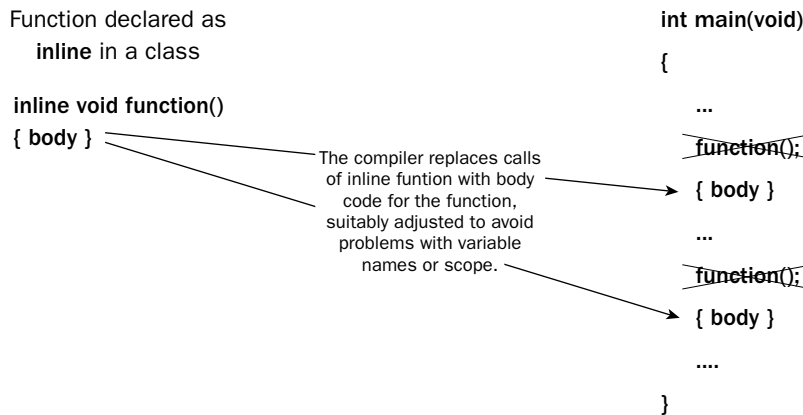 Function declared as
inline in a class
inline void function()
{ body }
The compiler replaces calls
of inline funtion with body
code for the function,
suitably adjusted to avoid
problems with variable
names or scope.
int main(void)
{
...
function();
{ body }
...
function();
{ body }
....
}